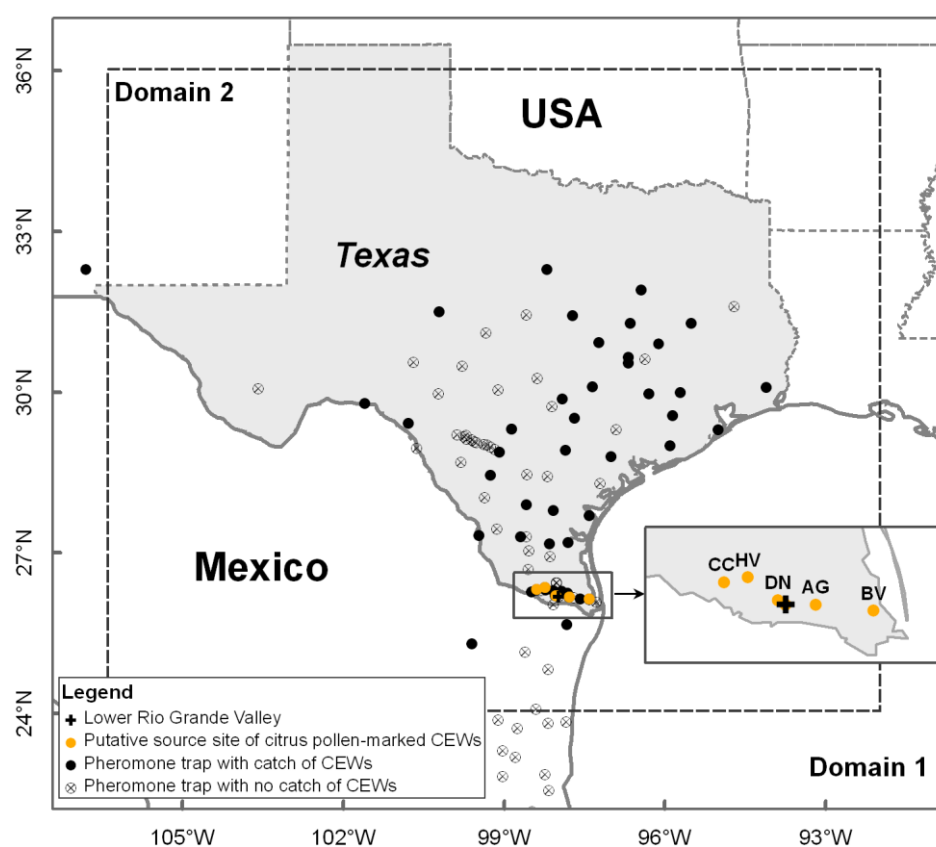 36°N
33°N
30°N
27°N
24°N
Domain 2
USA
Texas
Mexico
CC HV
DN AG BV
Legend
Lower Rio Grande Valley
Putative source site of citrus pollen-marked CEWs
Pheromone trap with catch of CEWs
Pheromone trap with no catch of CEWs
Domain 1
105°W 102°W 99°W 96°W 93°W